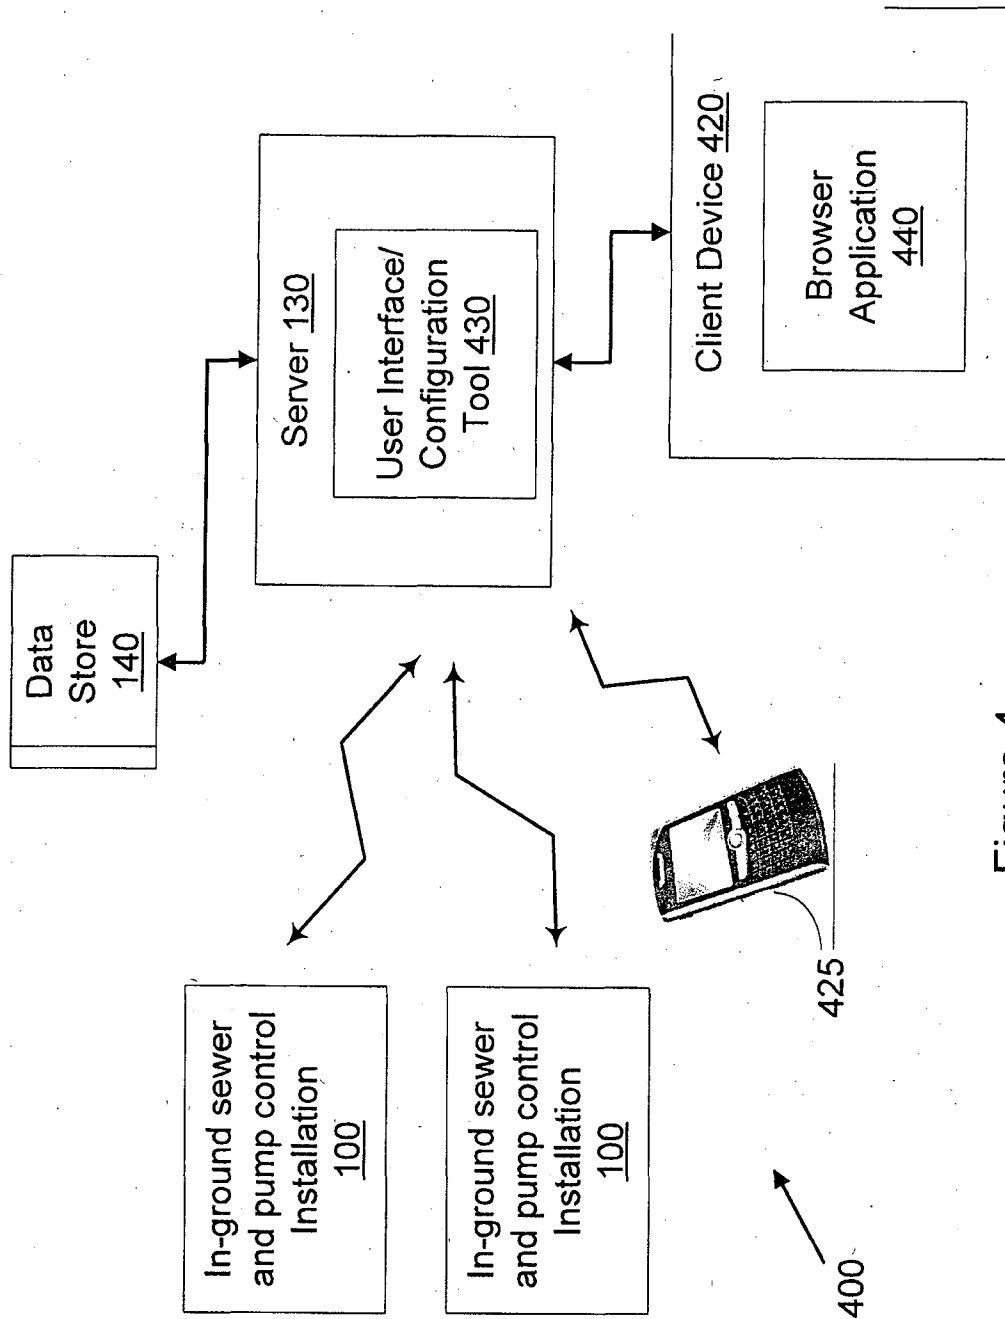 Data
Store
140
Server 130
User Interface/
Configuration
Tool 430
Client Device 420
Browser
Application
440
In-ground sewer
and pump control
Installation
100
In-ground sewer
and pump control
Installation
100
425
400
Figure 4